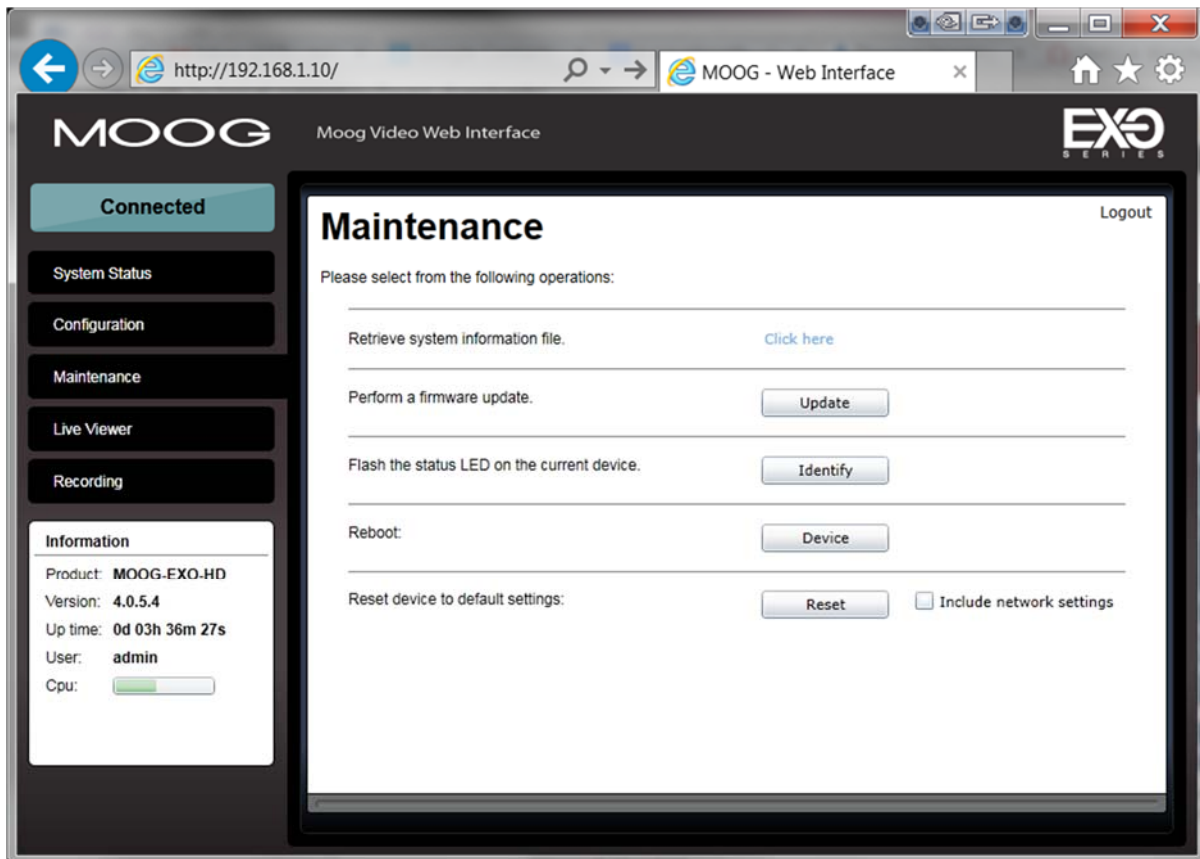 http://192.168.1.10/
MOOG - Web Interface
MOOG
Moog Video Web Interface
EXO
SERIES
Connected
System Status
Configuration
Maintenance
Live Viewer
Recording
Information
Product: MOOG-EXO-HD
Version: 4.0.5.4
Up time: 0d 03h 36m 27s
User: admin
Cpu:
Logout
Maintenance
Please select from the following operations:
Retrieve system information file. Click here
Perform a firmware update. Update
Flash the status LED on the current device. Identify
Reboot: Device
Reset device to default settings: Reset Include network settings